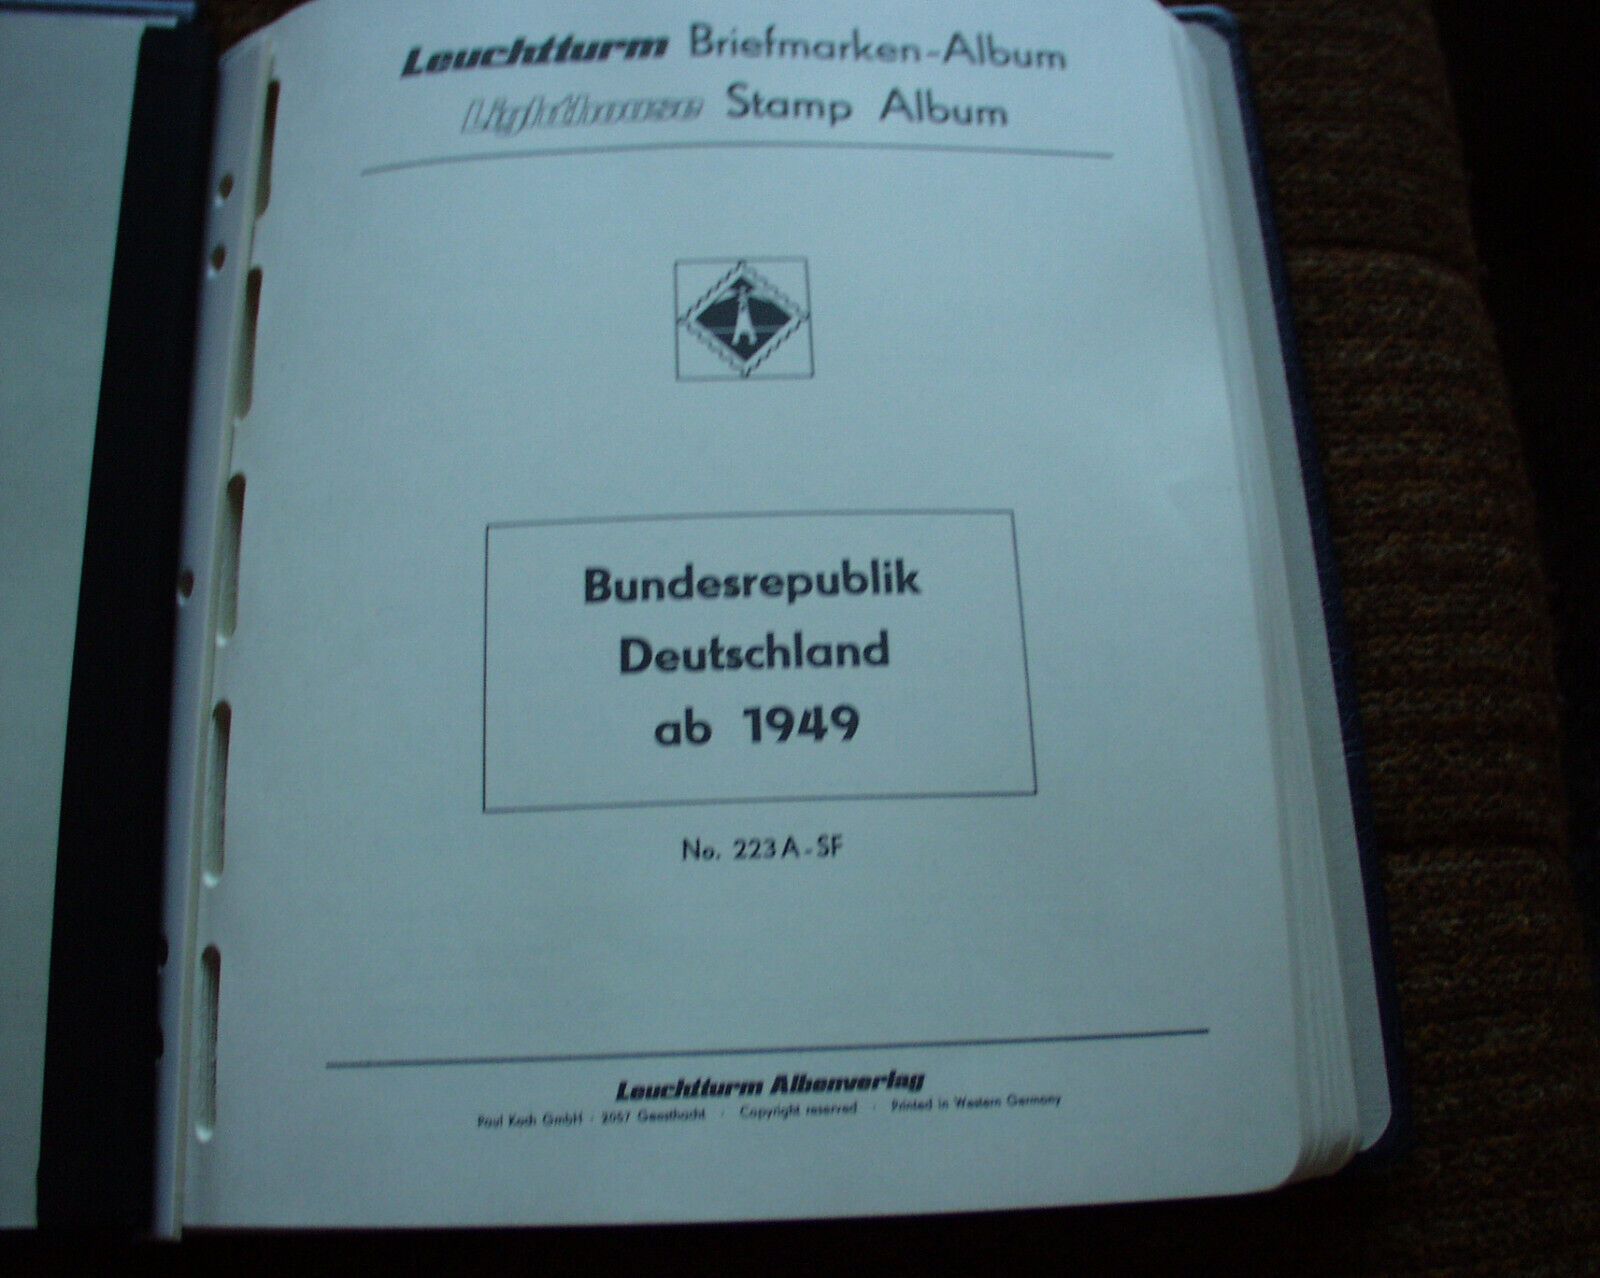 Leuchtturm Briefmarken-Album
Lighthouse Stamp Album
Bundesrepublik
Deutschland
ab 1949
No. 223 A-SF
Leuchtturm Albenverlag
Paul Koch GmbH · 2057 Geesthacht · Copyright reserved · Printed in Western Germany